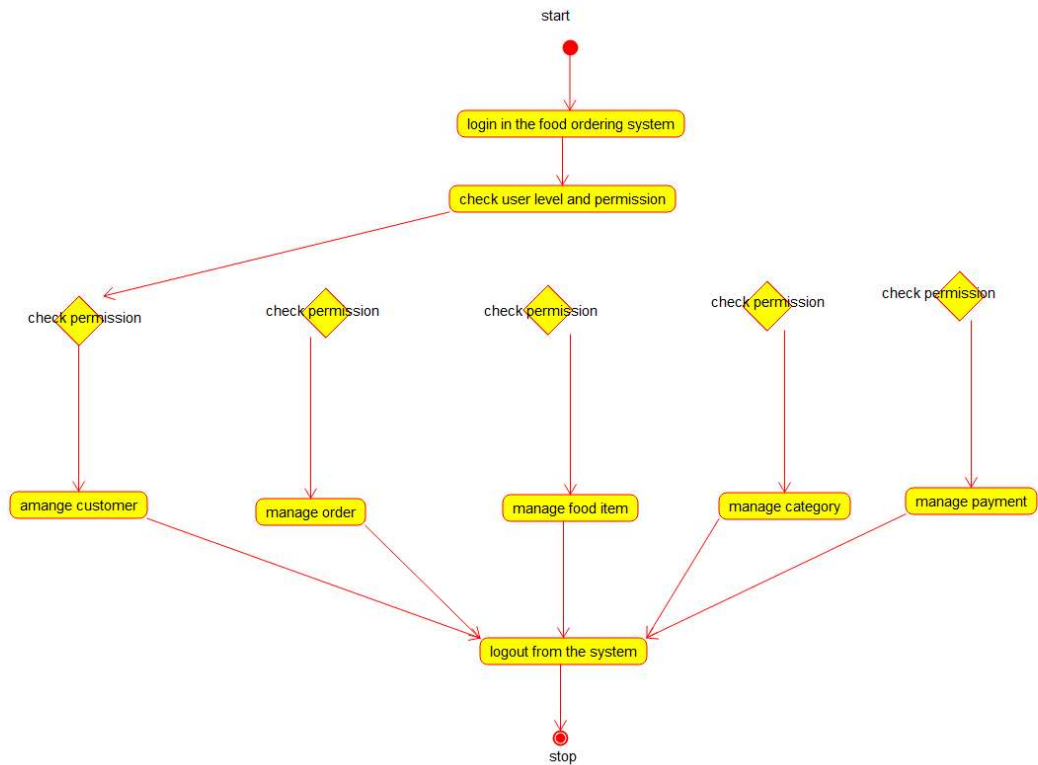 start
login in the food ordering system
check user level and permission
check permission
check permission
check permission
check permission
check permission
amange customer
manage order
manage food item
manage category
manage payment
logout from the system
stop